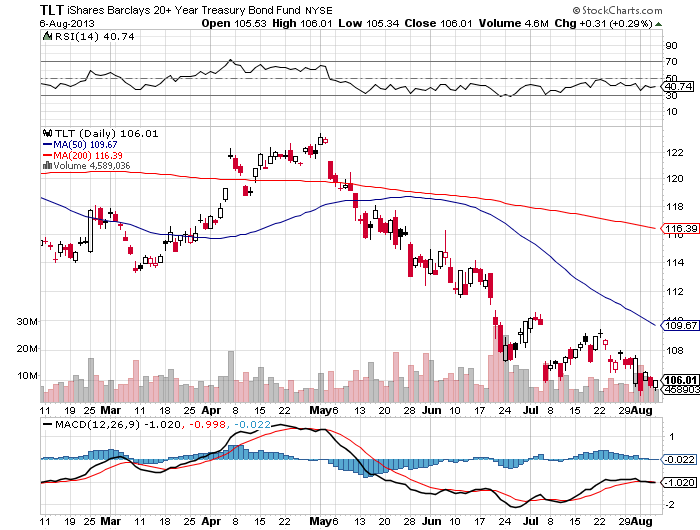 TLT iShares Barclays 20+ Year Treasury Bond Fund NYSE © StockCharts.com
6-Aug-2013 Open 105.53 High 106.01 Low 105.34 Close 106.01 Volume 4.6M Chg +0.31 (+0.29%)
RSI(14) 40.74
90
70
50
40.74
30
10
TLT (Daily) 106.01
MA(50) 109.67
MA(200) 116.39
Volume 4,589,036
122
120
118
116.39
116
114
112
110
109.67
108
106.01
4589036
30M
20M
10M
11 19 25 Mar 11 18 25 Apr 8 15 22 May 6 13 20 28 Jun 10 17 24 Jul 8 15 22 29 Aug
MACD(12,26,9) -1.020, -0.998, -0.022
1
-0.022
-1.020
-2
11 19 25 Mar 11 18 25 Apr 8 15 22 May 6 13 20 28 Jun 10 17 24 Jul 8 15 22 29 Aug